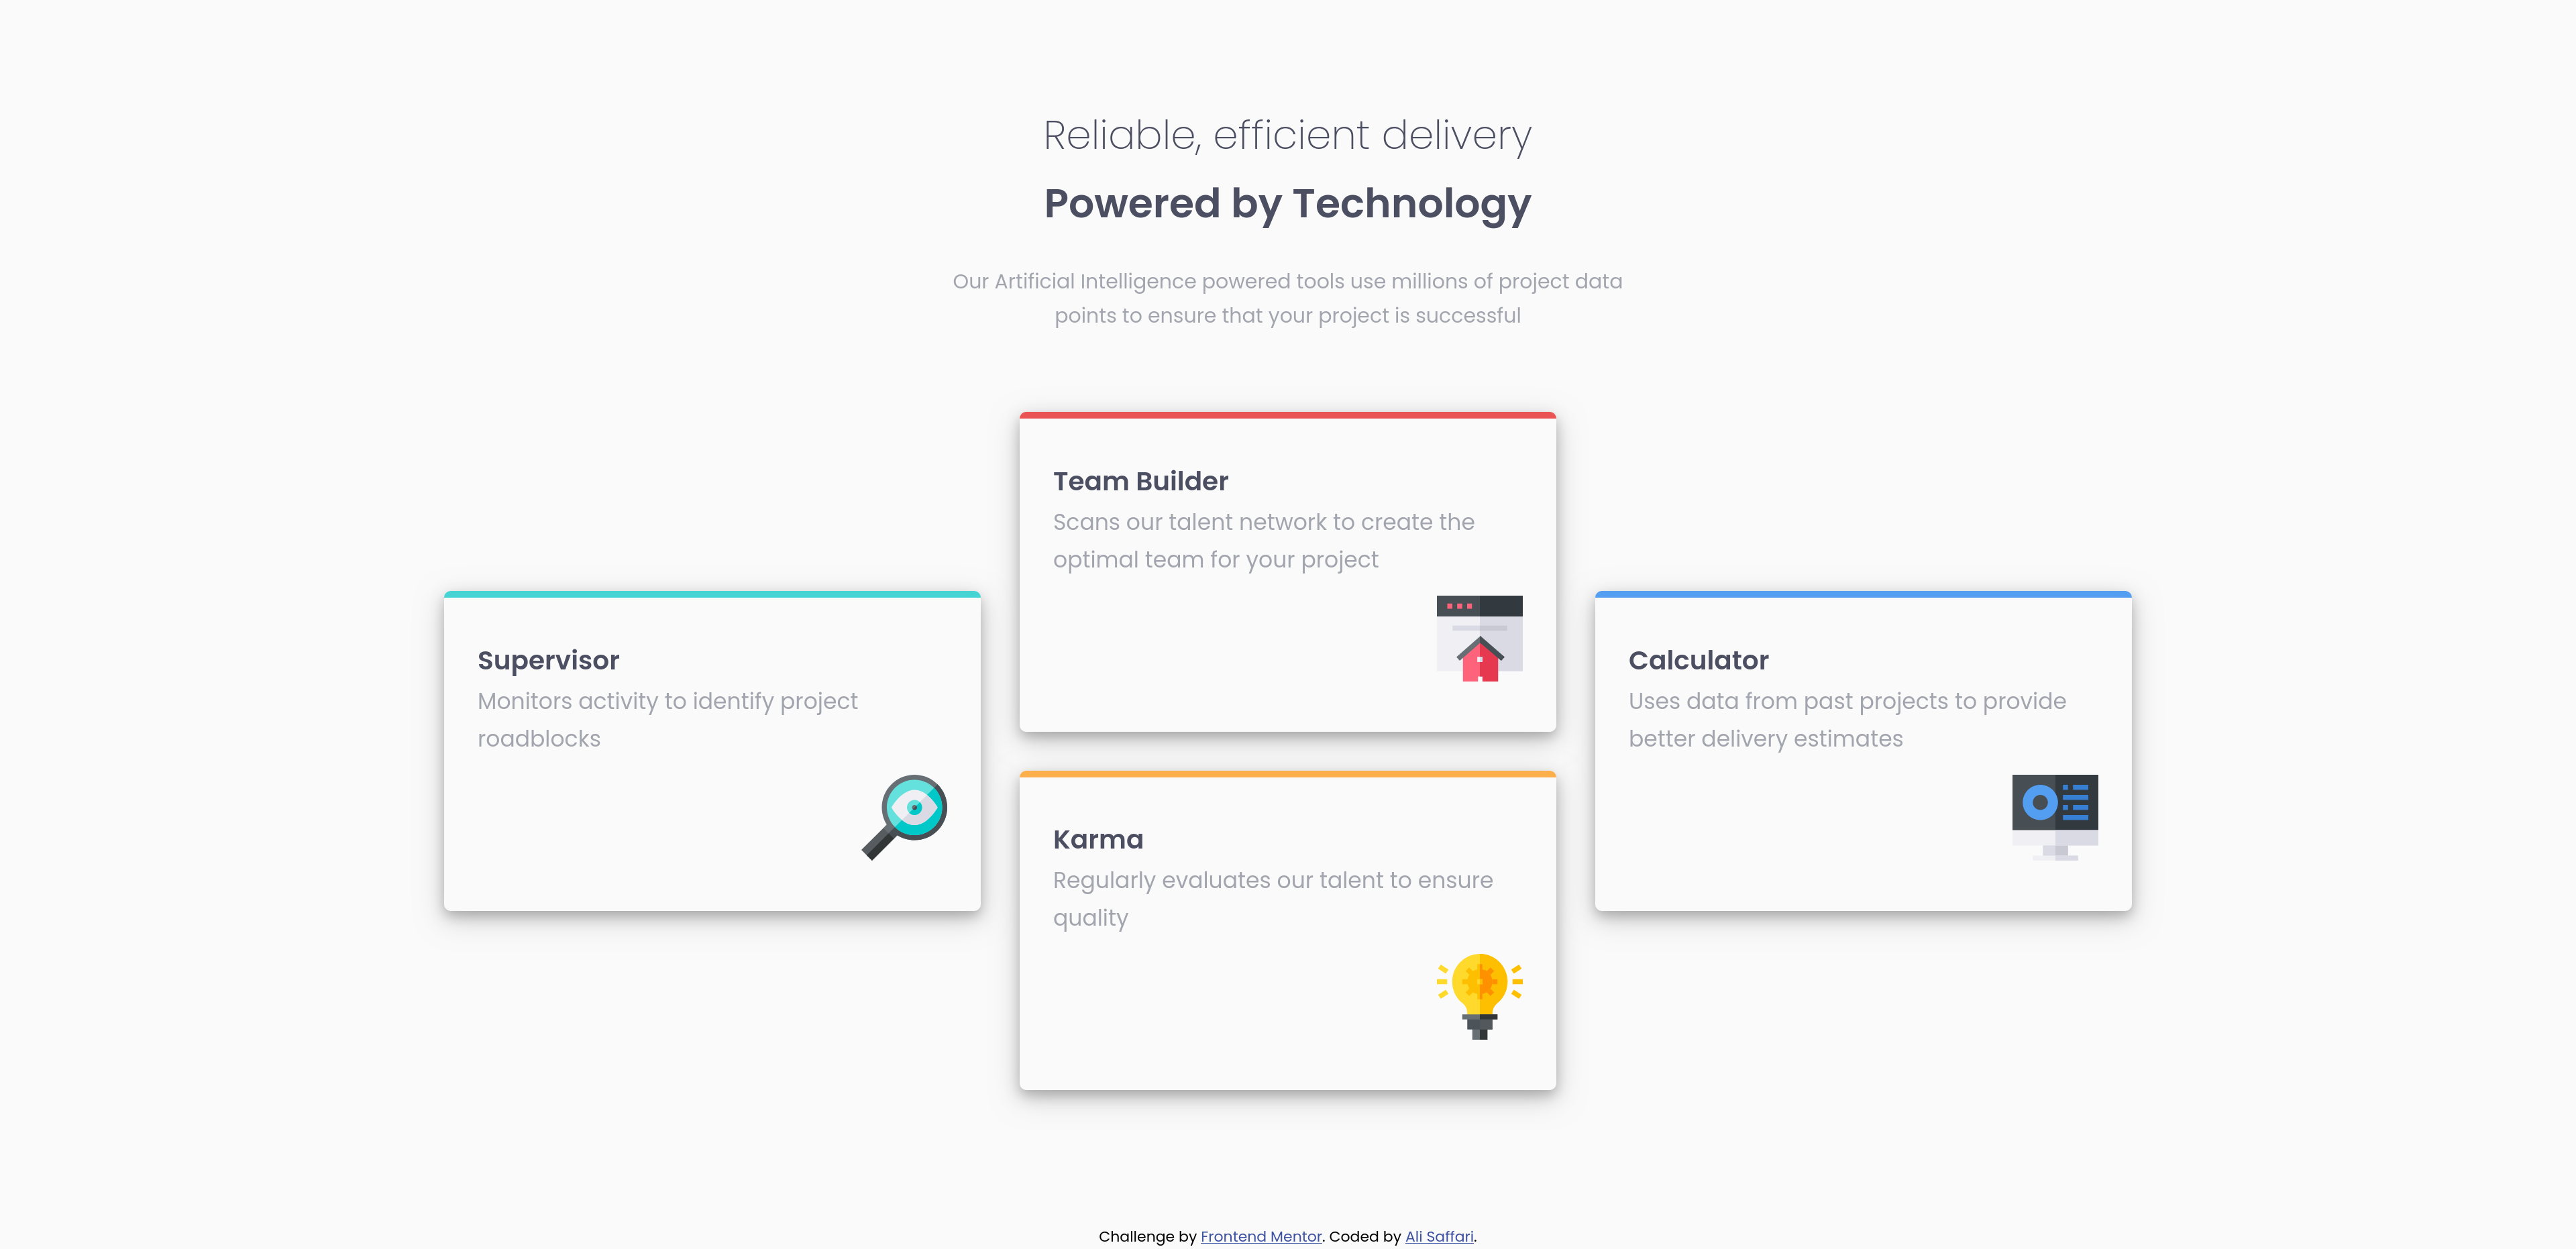 Reliable, efficient delivery
Powered by Technology
Our Artificial Intelligence powered tools use millions of project data
points to ensure that your project is successful
Supervisor
Monitors activity to identify project
roadblocks
Team Builder
Scans our talent network to create the
optimal team for your project
Karma
Regularly evaluates our talent to ensure
quality
Calculator
Uses data from past projects to provide
better delivery estimates
Challenge by Frontend Mentor. Coded by Ali Saffari.